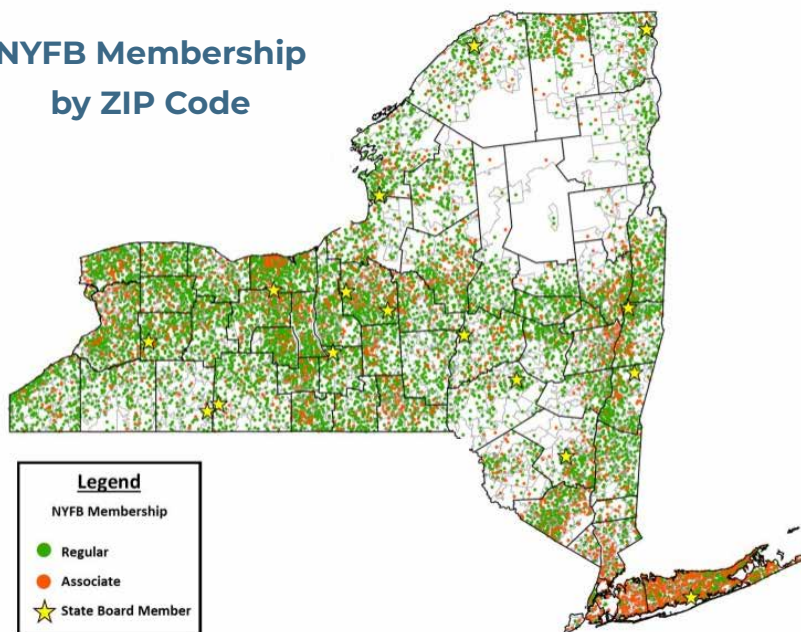 NYFB Membership
by ZIP Code
Legend
NYFB Membership
Regular
Associate
State Board Member